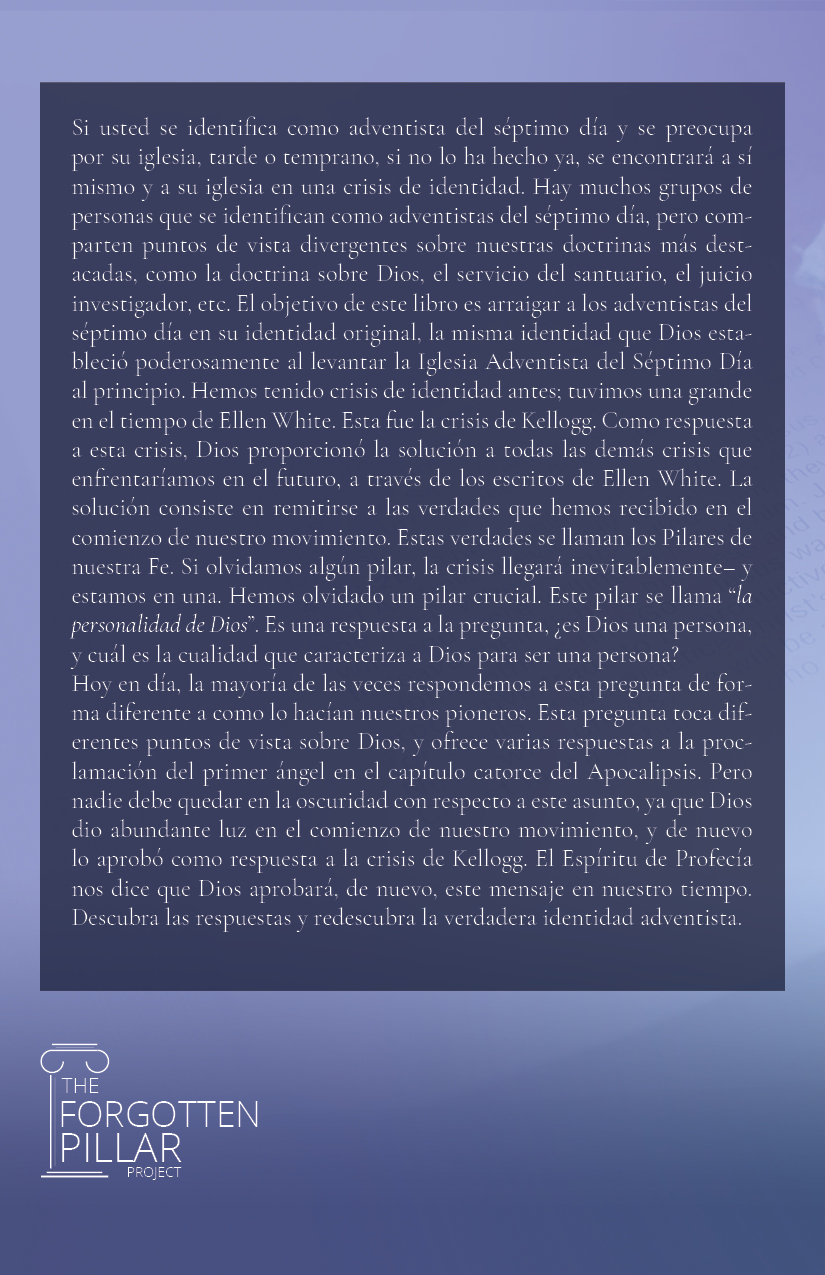 Si usted se identifica como adventista del séptimo día y se preocupa
por su iglesia, tarde o temprano, si no lo ha hecho ya, se encontrará a sí
mismo y a su iglesia en una crisis de identidad. Hay muchos grupos de
personas que se identifican como adventistas del séptimo día, pero com-
parten puntos de vista divergentes sobre nuestras doctrinas más dest-
acadas, como la doctrina sobre Dios, el servicio del santuario, el juicio
investigador, etc. El objetivo de este libro es arraigar a los adventistas del
séptimo día en su identidad original, la misma identidad que Dios esta-
bleció poderosamente al levantar la Iglesia Adventista del Séptimo Día
al principio. Hemos tenido crisis de identidad antes; tuvimos una grande
en el tiempo de Ellen White. Esta fue la crisis de Kellogg. Como respuesta
a esta crisis, Dios proporcionó la solución a todas las demás crisis que
enfrentaríamos en el futuro, a través de los escritos de Ellen White. La
solución consiste en remitirse a las verdades que hemos recibido en el
comienzo de nuestro movimiento. Estas verdades se llaman los Pilares de
nuestra Fe. Si olvidamos algún pilar, la crisis llegará inevitablemente– y
estamos en una. Hemos olvidado un pilar crucial. Este pilar se llama “la
personalidad de Dios”. Es una respuesta a la pregunta, ¿es Dios una persona,
y cuál es la cualidad que caracteriza a Dios para ser una persona?
Hoy en día, la mayoría de las veces respondemos a esta pregunta de for-
ma diferente a como lo hacían nuestros pioneros. Esta pregunta toca dif-
erentes puntos de vista sobre Dios, y ofrece varias respuestas a la proc-
lamación del primer ángel en el capítulo catorce del Apocalipsis. Pero
nadie debe quedar en la oscuridad con respecto a este asunto, ya que Dios
dio abundante luz en el comienzo de nuestro movimiento, y de nuevo
lo aprobó como respuesta a la crisis de Kellogg. El Espíritu de Profecía
nos dice que Dios aprobará, de nuevo, este mensaje en nuestro tiempo.
Descubra las respuestas y redescubra la verdadera identidad adventista.
THE
FORGOTTEN
PILLAR
PROJECT